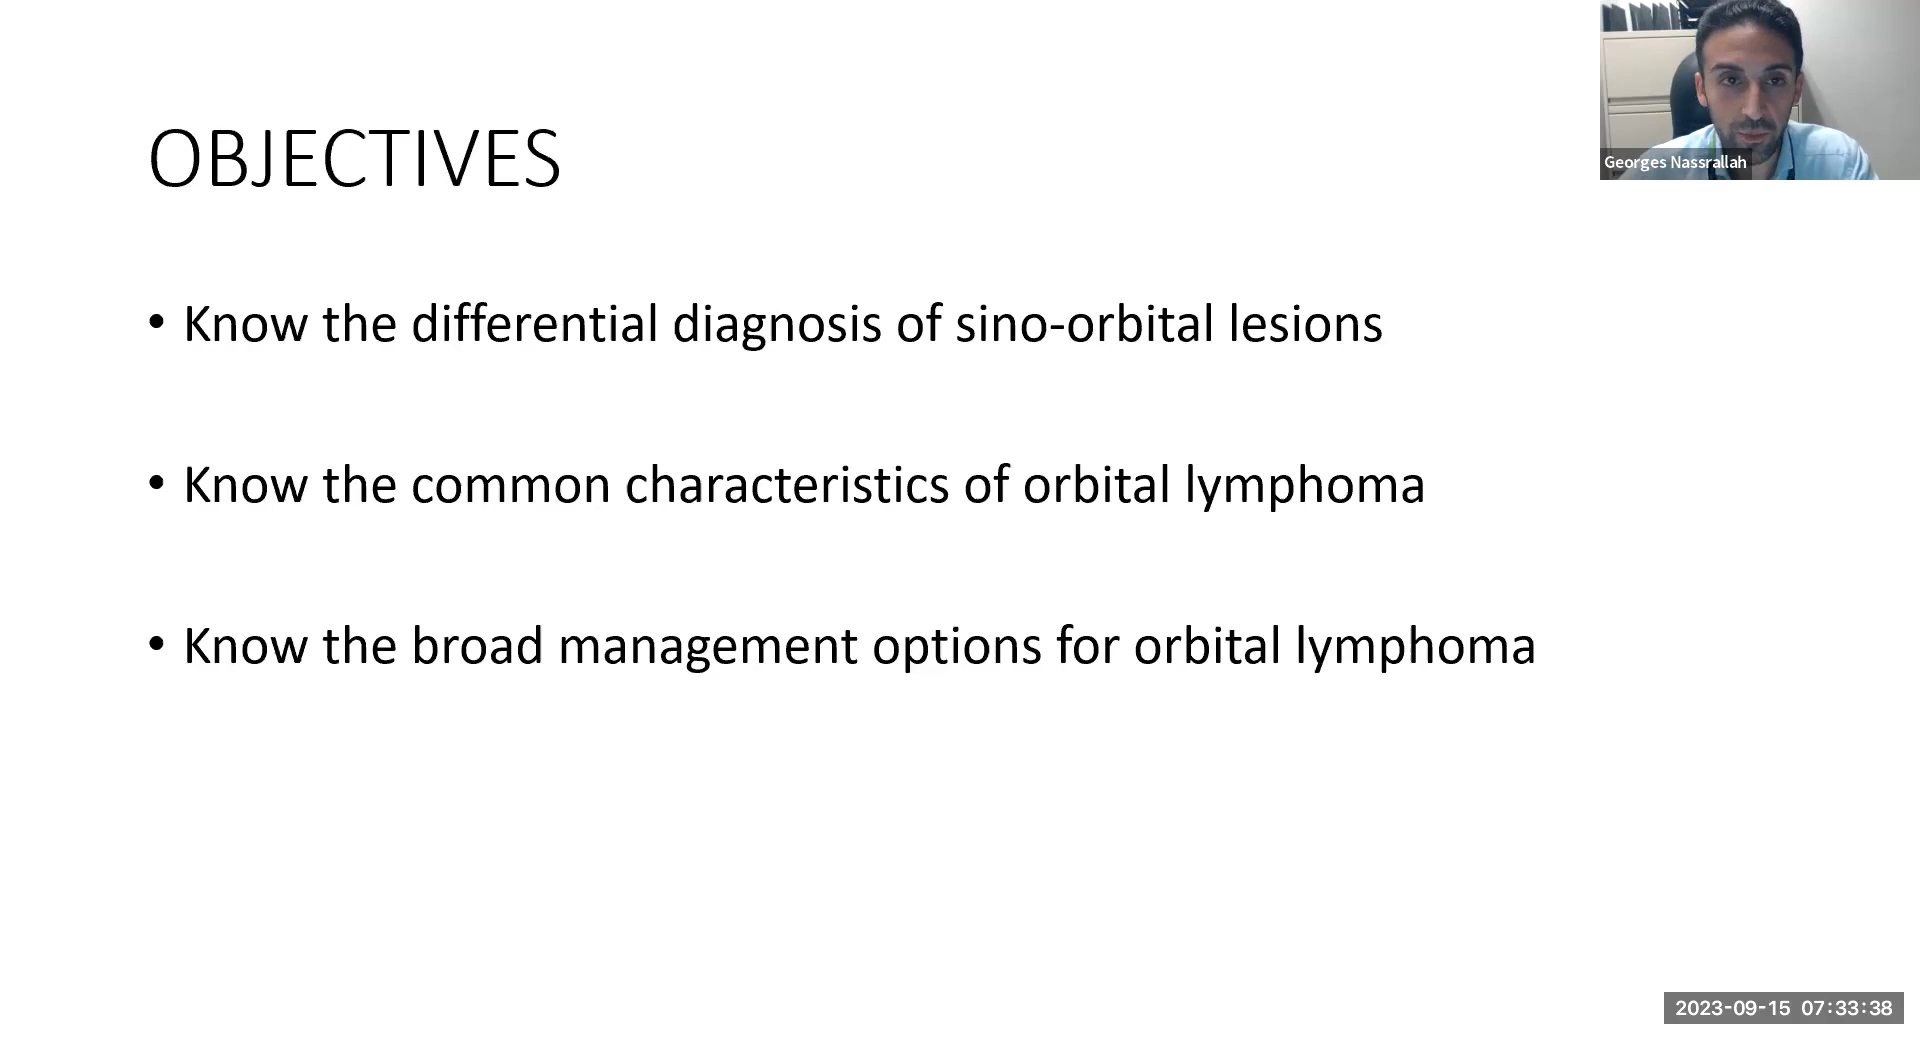 Georges Nassrallah
OBJECTIVES
• Know the differential diagnosis of sino-orbital lesions
• Know the common characteristics of orbital lymphoma
• Know the broad management options for orbital lymphoma
2023-09-15 07:33:38